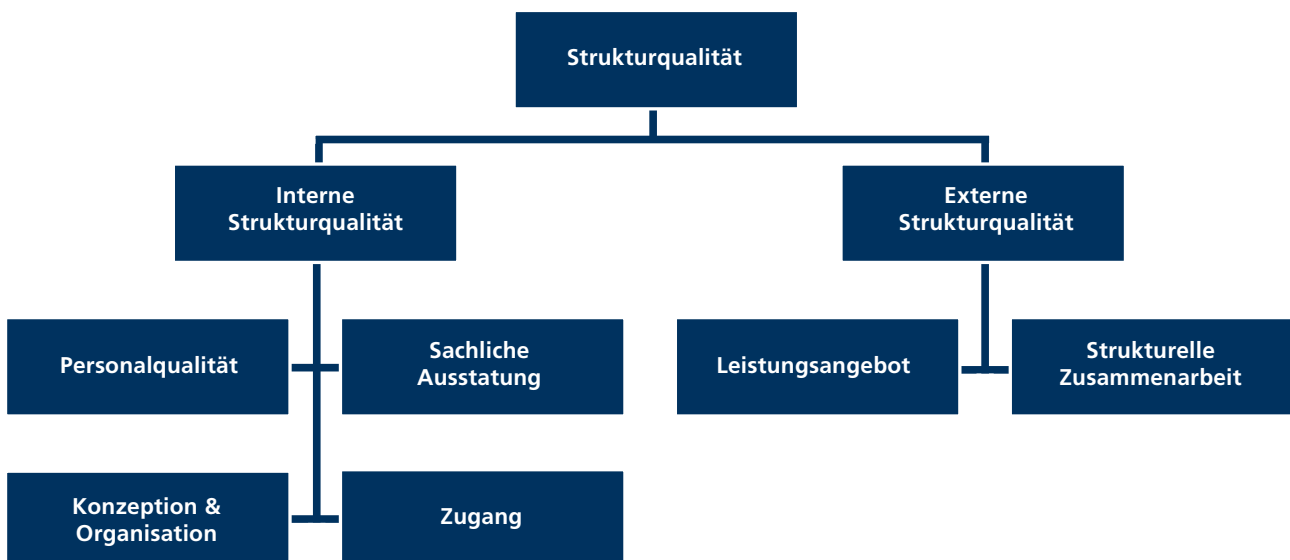 Strukturqualität
Interne
Strukturqualität
Externe
Strukturqualität
Personalqualität
Sachliche
Ausstatung
Leistungsangebot
Strukturelle
Zusammenarbeit
Konzeption &
Organisation
Zugang